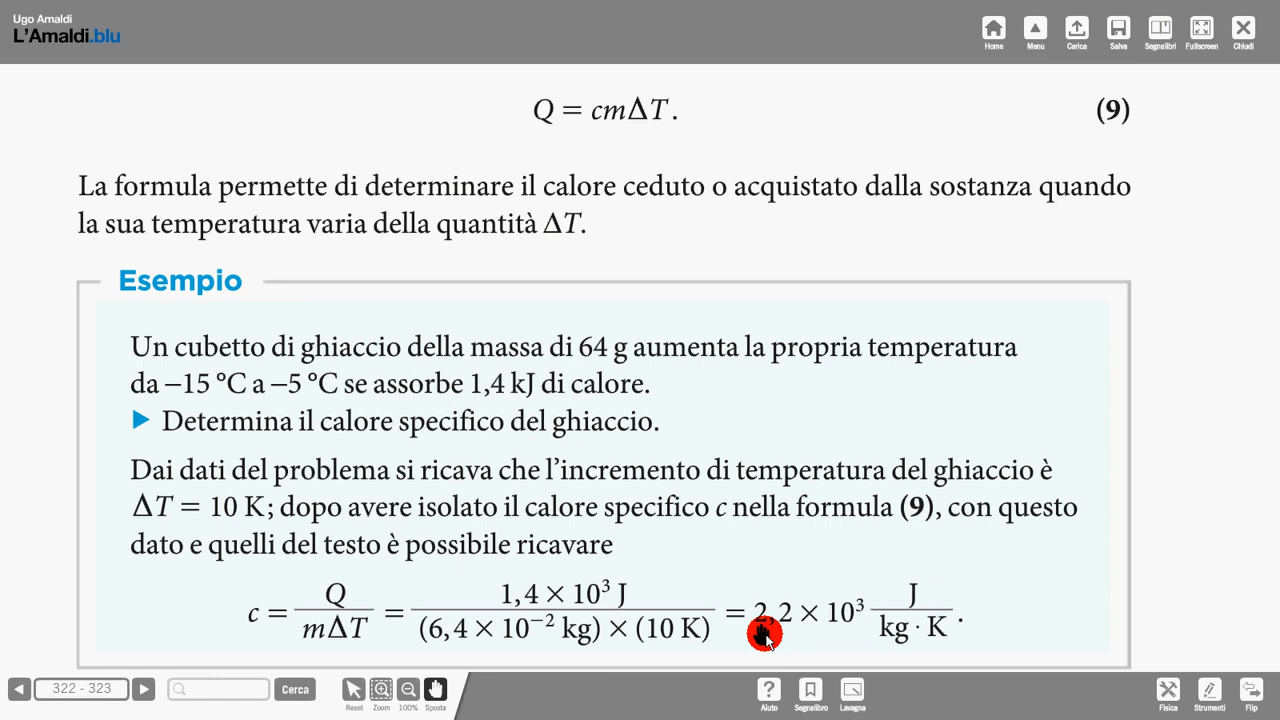 Ugo Amaldi
L'Amaldi.blu
Home Menu Carica Salva Segnalibri Fullscreen Chiudi
Q = cmΔT. (9)
La formula permette di determinare il calore ceduto o acquistato dalla sostanza quando
la sua temperatura varia della quantità ΔT.
Esempio
Un cubetto di ghiaccio della massa di 64 g aumenta la propria temperatura
da –15 °C a –5 °C se assorbe 1,4 kJ di calore.
▶ Determina il calore specifico del ghiaccio.
Dai dati del problema si ricava che l'incremento di temperatura del ghiaccio è
ΔT = 10 K; dopo avere isolato il calore specifico c nella formula (9), con questo
dato e quelli del testo è possibile ricavare
c = Q / mΔT = 1,4 × 10³ J / (6,4 × 10⁻² kg) × (10 K) = 2,2 × 10³ J / kg · K .
322 - 323 Cerca Reset Zoom 100% Sposta Aiuto Segnalibro Lavagna Fisica Strumenti Flip